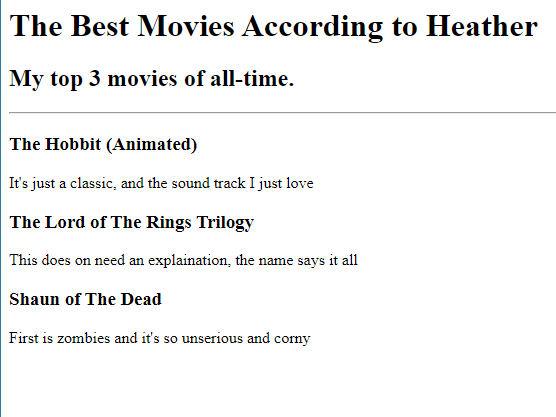 The Best Movies According to Heather
My top 3 movies of all-time.
The Hobbit (Animated)
It's just a classic, and the sound track I just love
The Lord of The Rings Trilogy
This does on need an explaination, the name says it all
Shaun of The Dead
First is zombies and it's so unserious and corny